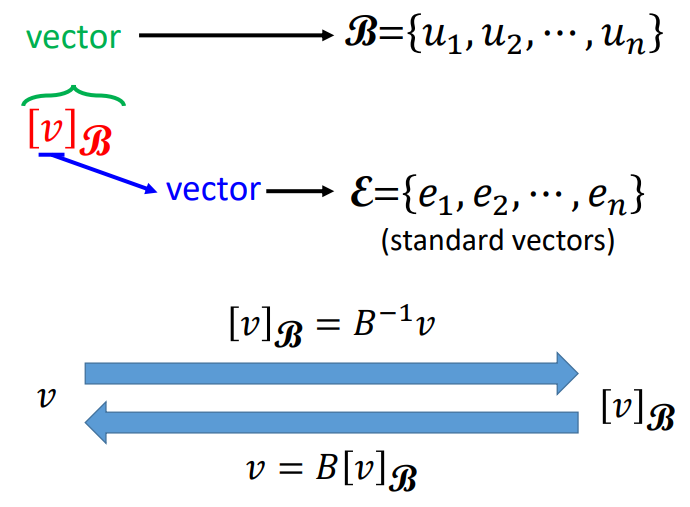 vector ℬ={u₁, u₂, ⋯, uₙ}
[v]ℬ
vector ℰ={e₁, e₂, ⋯, eₙ}
(standard vectors)
[v]ℬ = B⁻¹v
v [v]ℬ
v = B[v]ℬ